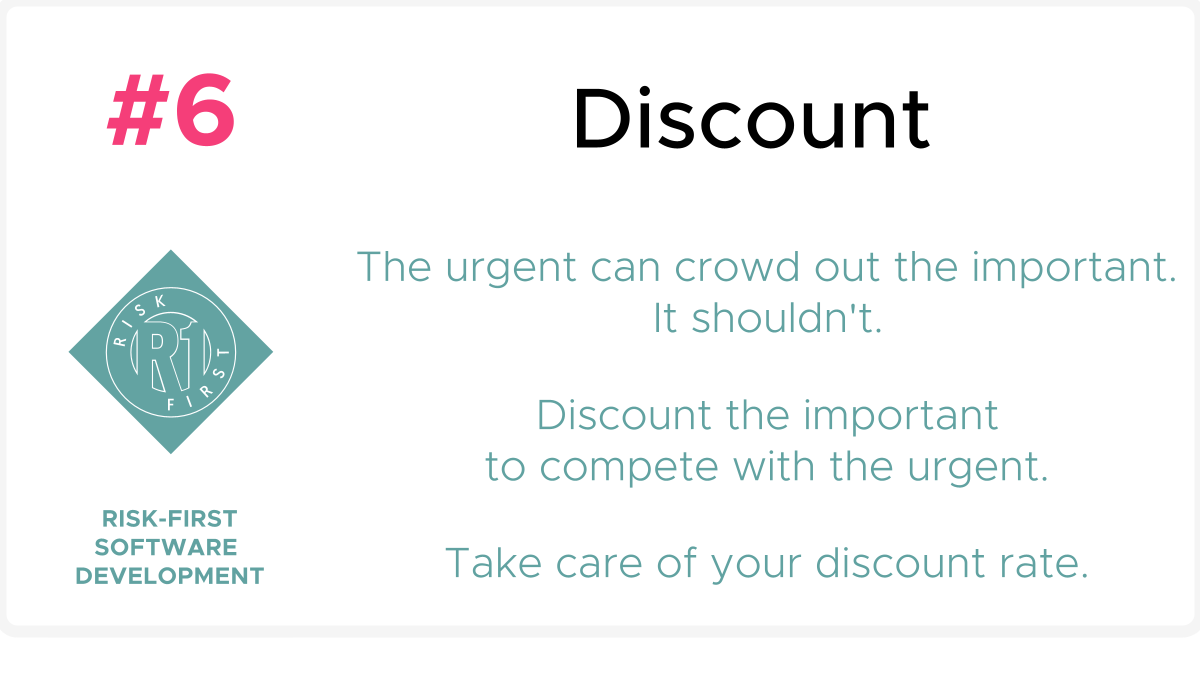 #6
Discount
RISK
R1
FIRST
RISK-FIRST
SOFTWARE
DEVELOPMENT
The urgent can crowd out the important.
It shouldn't.
Discount the important
to compete with the urgent.
Take care of your discount rate.